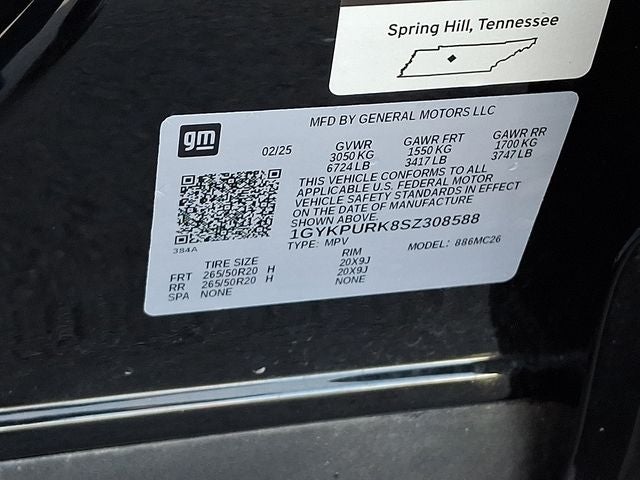 Spring Hill, Tennessee
MFD BY GENERAL MOTORS LLC
gm
02/25
GVWR
3050 KG
6724 LB
GAWR FRT
1550 KG
3417 LB
GAWR RR
1700 KG
3747 LB
THIS VEHICLE CONFORMS TO ALL
APPLICABLE U.S. FEDERAL MOTOR
VEHICLE SAFETY STANDARDS IN EFFECT
ON THE DATE OF MANUFACTURE
SHOWN ABOVE.
1GYKPURK8SZ308588
TYPE: MPV
MODEL: 886MC26
384A
TIRE SIZE RIM
FRT 265/50R20 H 20X9J
RR 265/50R20 H 20X9J
SPA NONE NONE